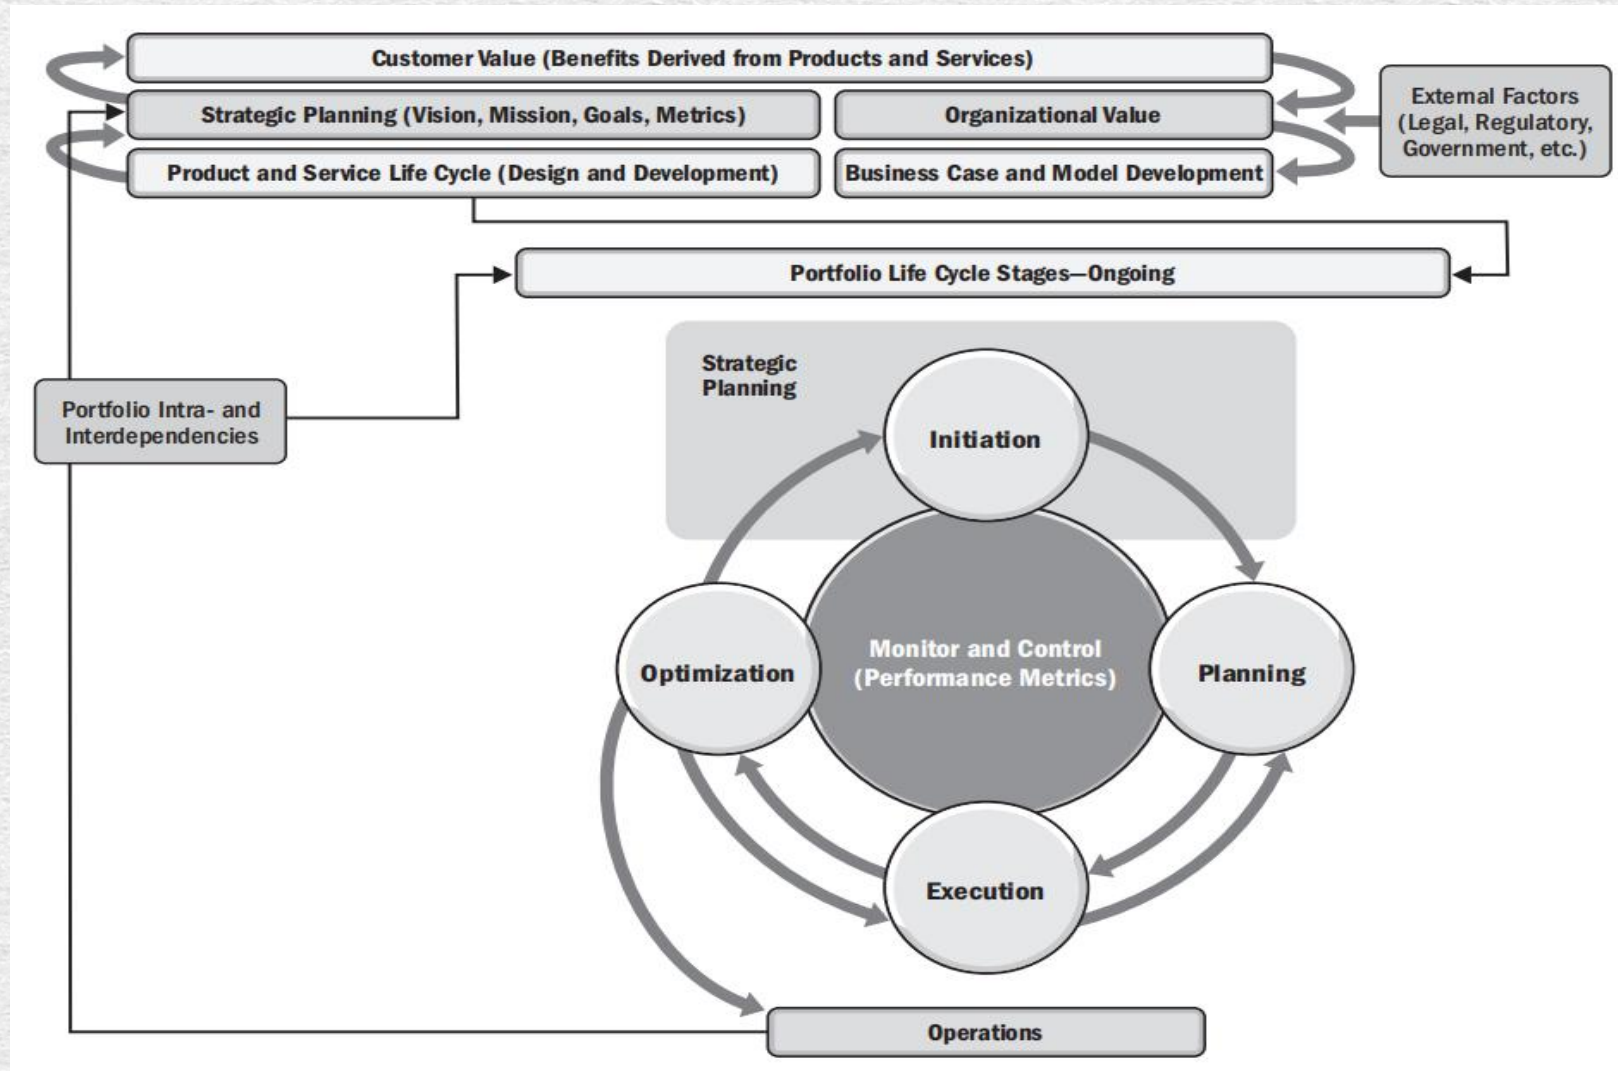 Customer Value (Benefits Derived from Products and Services)
Strategic Planning (Vision, Mission, Goals, Metrics)
Organizational Value
External Factors
(Legal, Regulatory,
Government, etc.)
Product and Service Life Cycle (Design and Development)
Business Case and Model Development
Portfolio Life Cycle Stages—Ongoing
Strategic
Planning
Portfolio Intra- and
Interdependencies
Initiation
Monitor and Control
(Performance Metrics)
Optimization
Planning
Execution
Operations